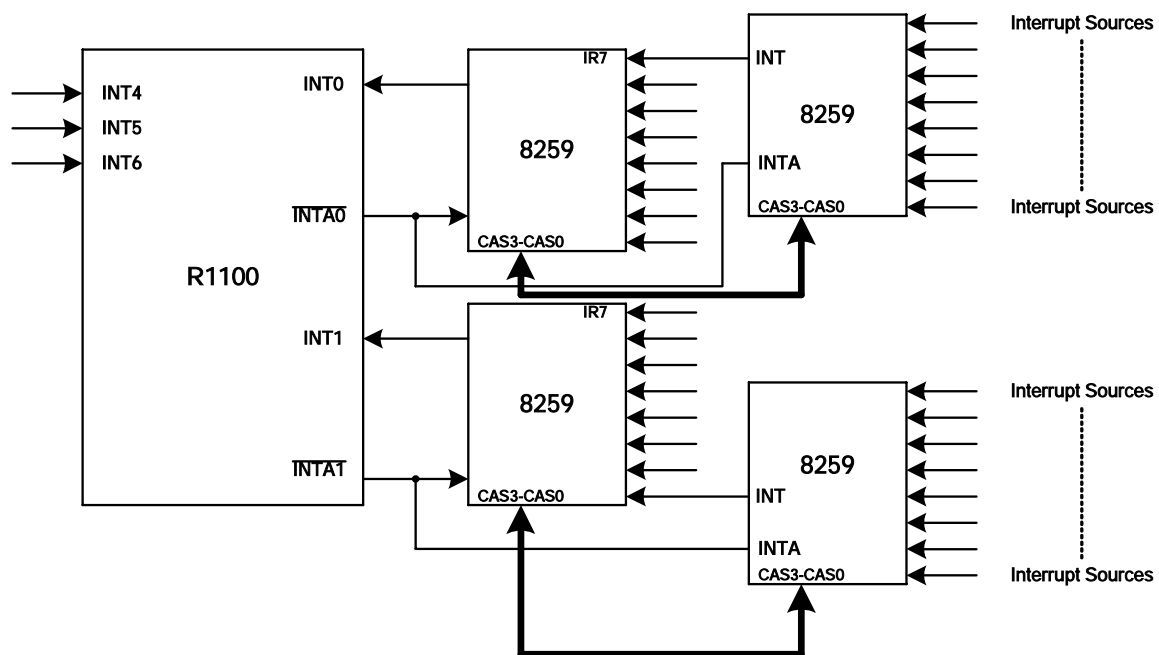 INT4
INT5
INT6
INT0
INTA0
R1100
INT1
INTA1
IR7
8259
CAS3-CAS0
INT
8259
INTA
CAS3-CAS0
Interrupt Sources
Interrupt Sources
IR7
8259
CAS3-CAS0
8259
INT
INTA
CAS3-CAS0
Interrupt Sources
Interrupt Sources